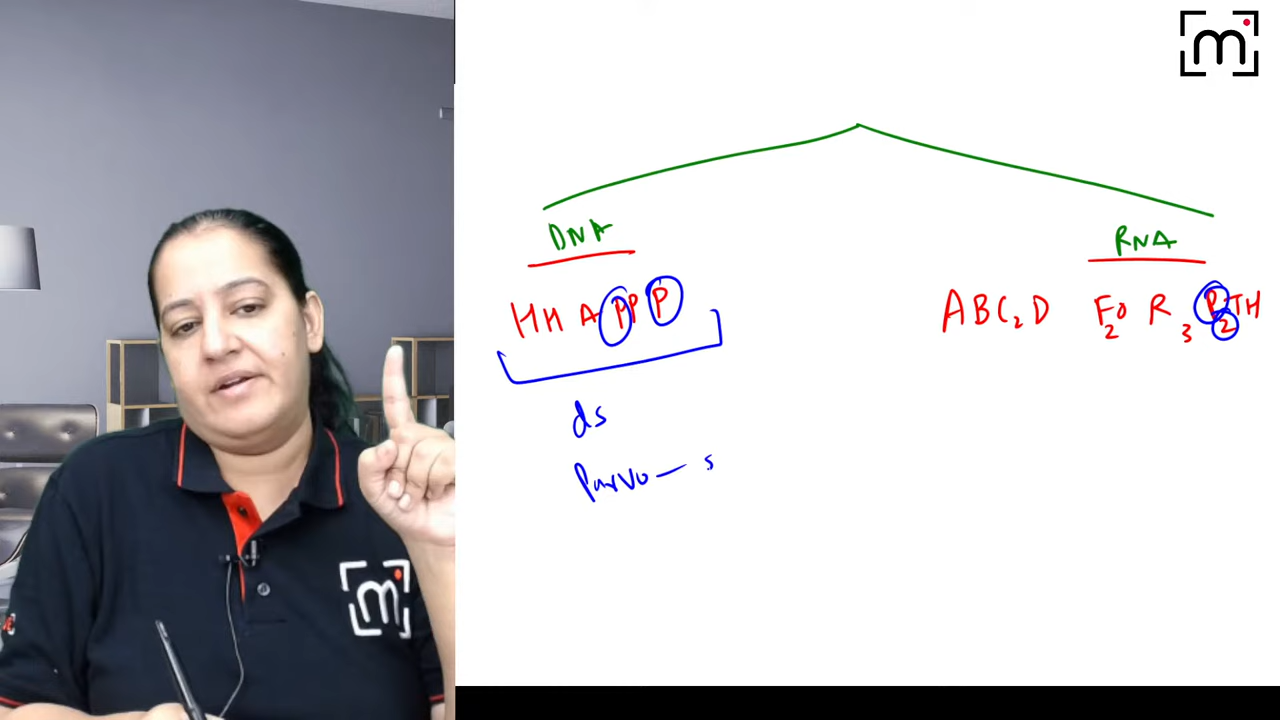 m
DNA
RNA
HHAPPP
ABC2D F2o R3 P2TH
ds
Parvo — s
m